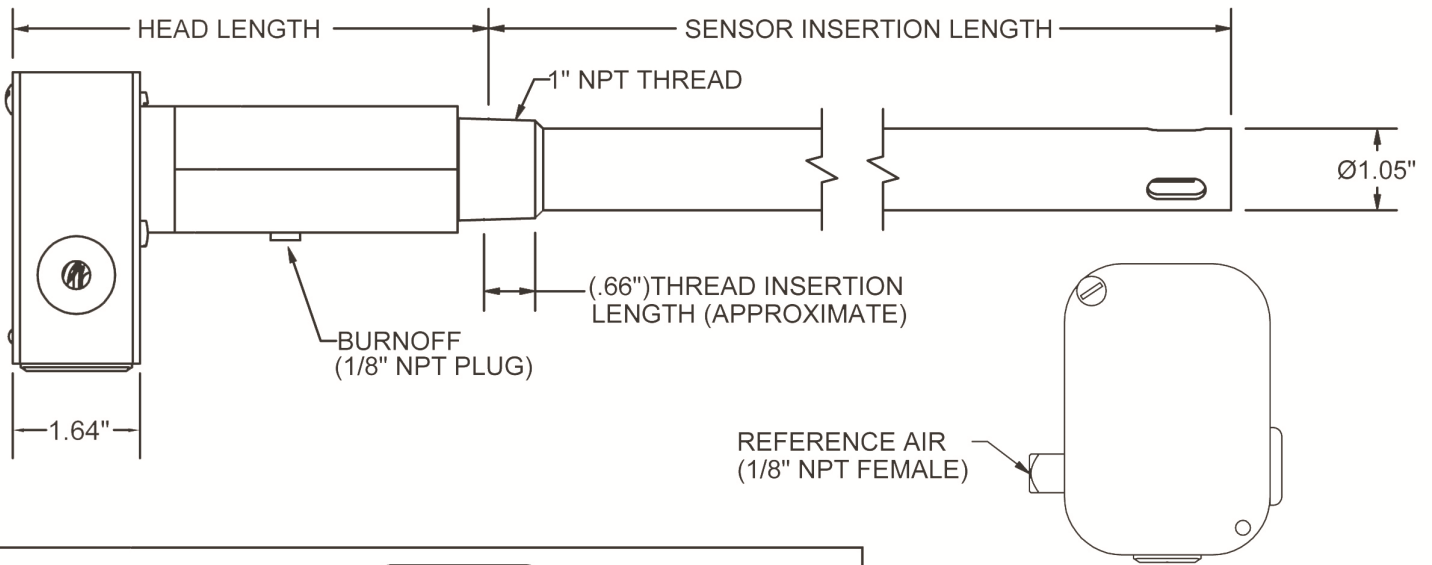 HEAD LENGTH
SENSOR INSERTION LENGTH
1" NPT THREAD
Ø1.05"
(.66")THREAD INSERTION
LENGTH (APPROXIMATE)
BURNOFF
(1/8" NPT PLUG)
1.64"
REFERENCE AIR
(1/8" NPT FEMALE)